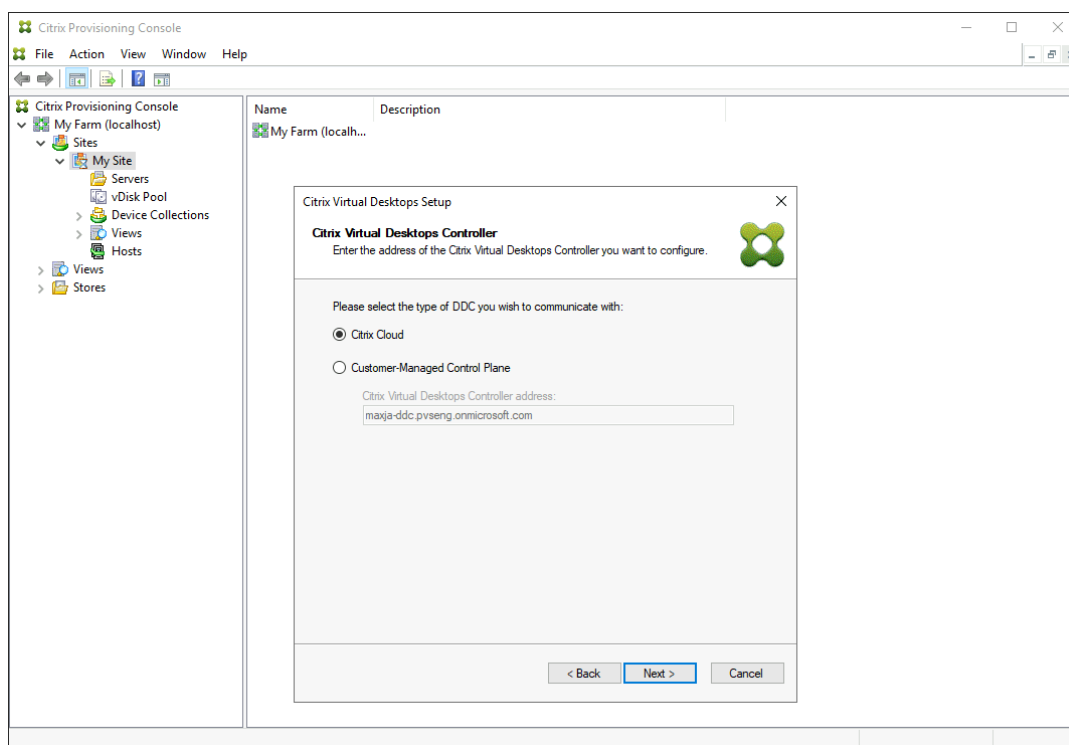 Citrix Provisioning Console
File Action View Window Help
Citrix Provisioning Console
My Farm (localhost)
Sites
My Site
Servers
vDisk Pool
Device Collections
Views
Hosts
Views
Stores
Name Description
My Farm (localh...
Citrix Virtual Desktops Setup
Citrix Virtual Desktops Controller
Enter the address of the Citrix Virtual Desktops Controller you want to configure.
Please select the type of DDC you wish to communicate with:
Citrix Cloud
Customer-Managed Control Plane
Citrix Virtual Desktops Controller address:
maxja-ddc.pvseng.onmicrosoft.com
< Back Next > Cancel